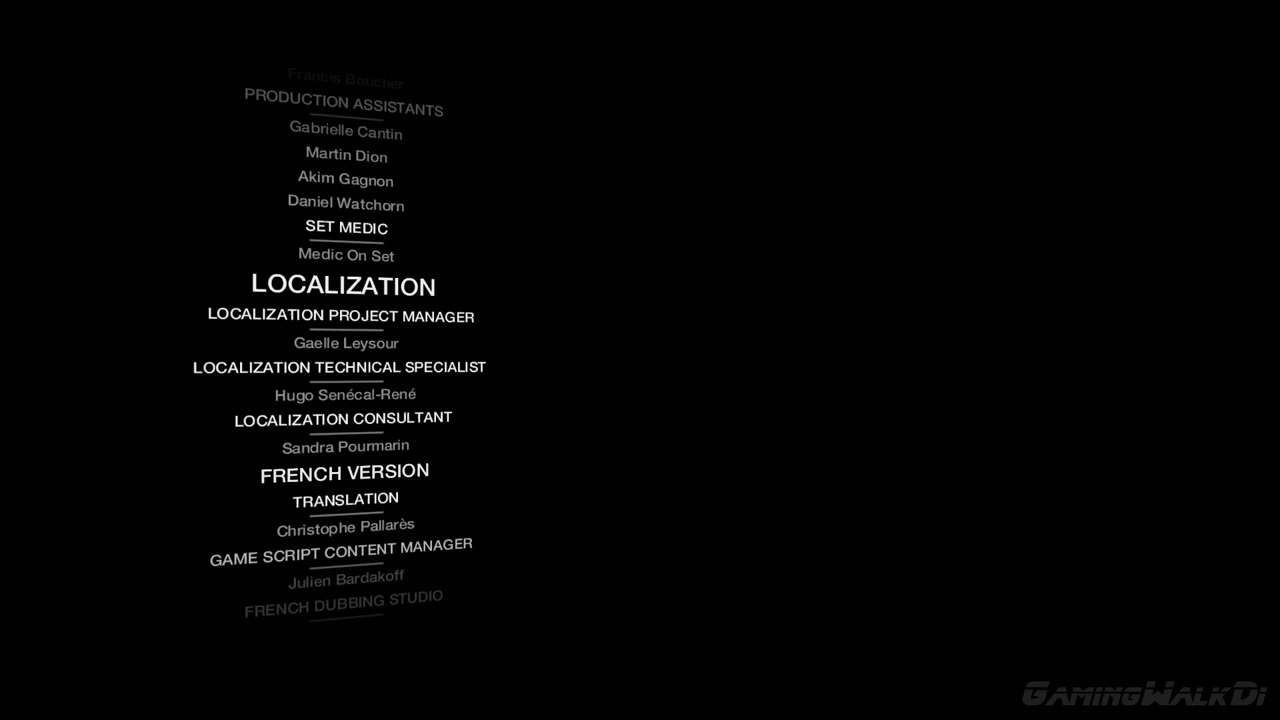 Francis Boucher
PRODUCTION ASSISTANTS
Gabrielle Cantin
Martin Dion
Akim Gagnon
Daniel Watchorn
SET MEDIC
Medic On Set
LOCALIZATION
LOCALIZATION PROJECT MANAGER
Gaelle Leysour
LOCALIZATION TECHNICAL SPECIALIST
Hugo Senécal-René
LOCALIZATION CONSULTANT
Sandra Pourmarin
FRENCH VERSION
TRANSLATION
Christophe Pallarès
GAME SCRIPT CONTENT MANAGER
Julien Bardakoff
FRENCH DUBBING STUDIO
GAMINGWALKDI